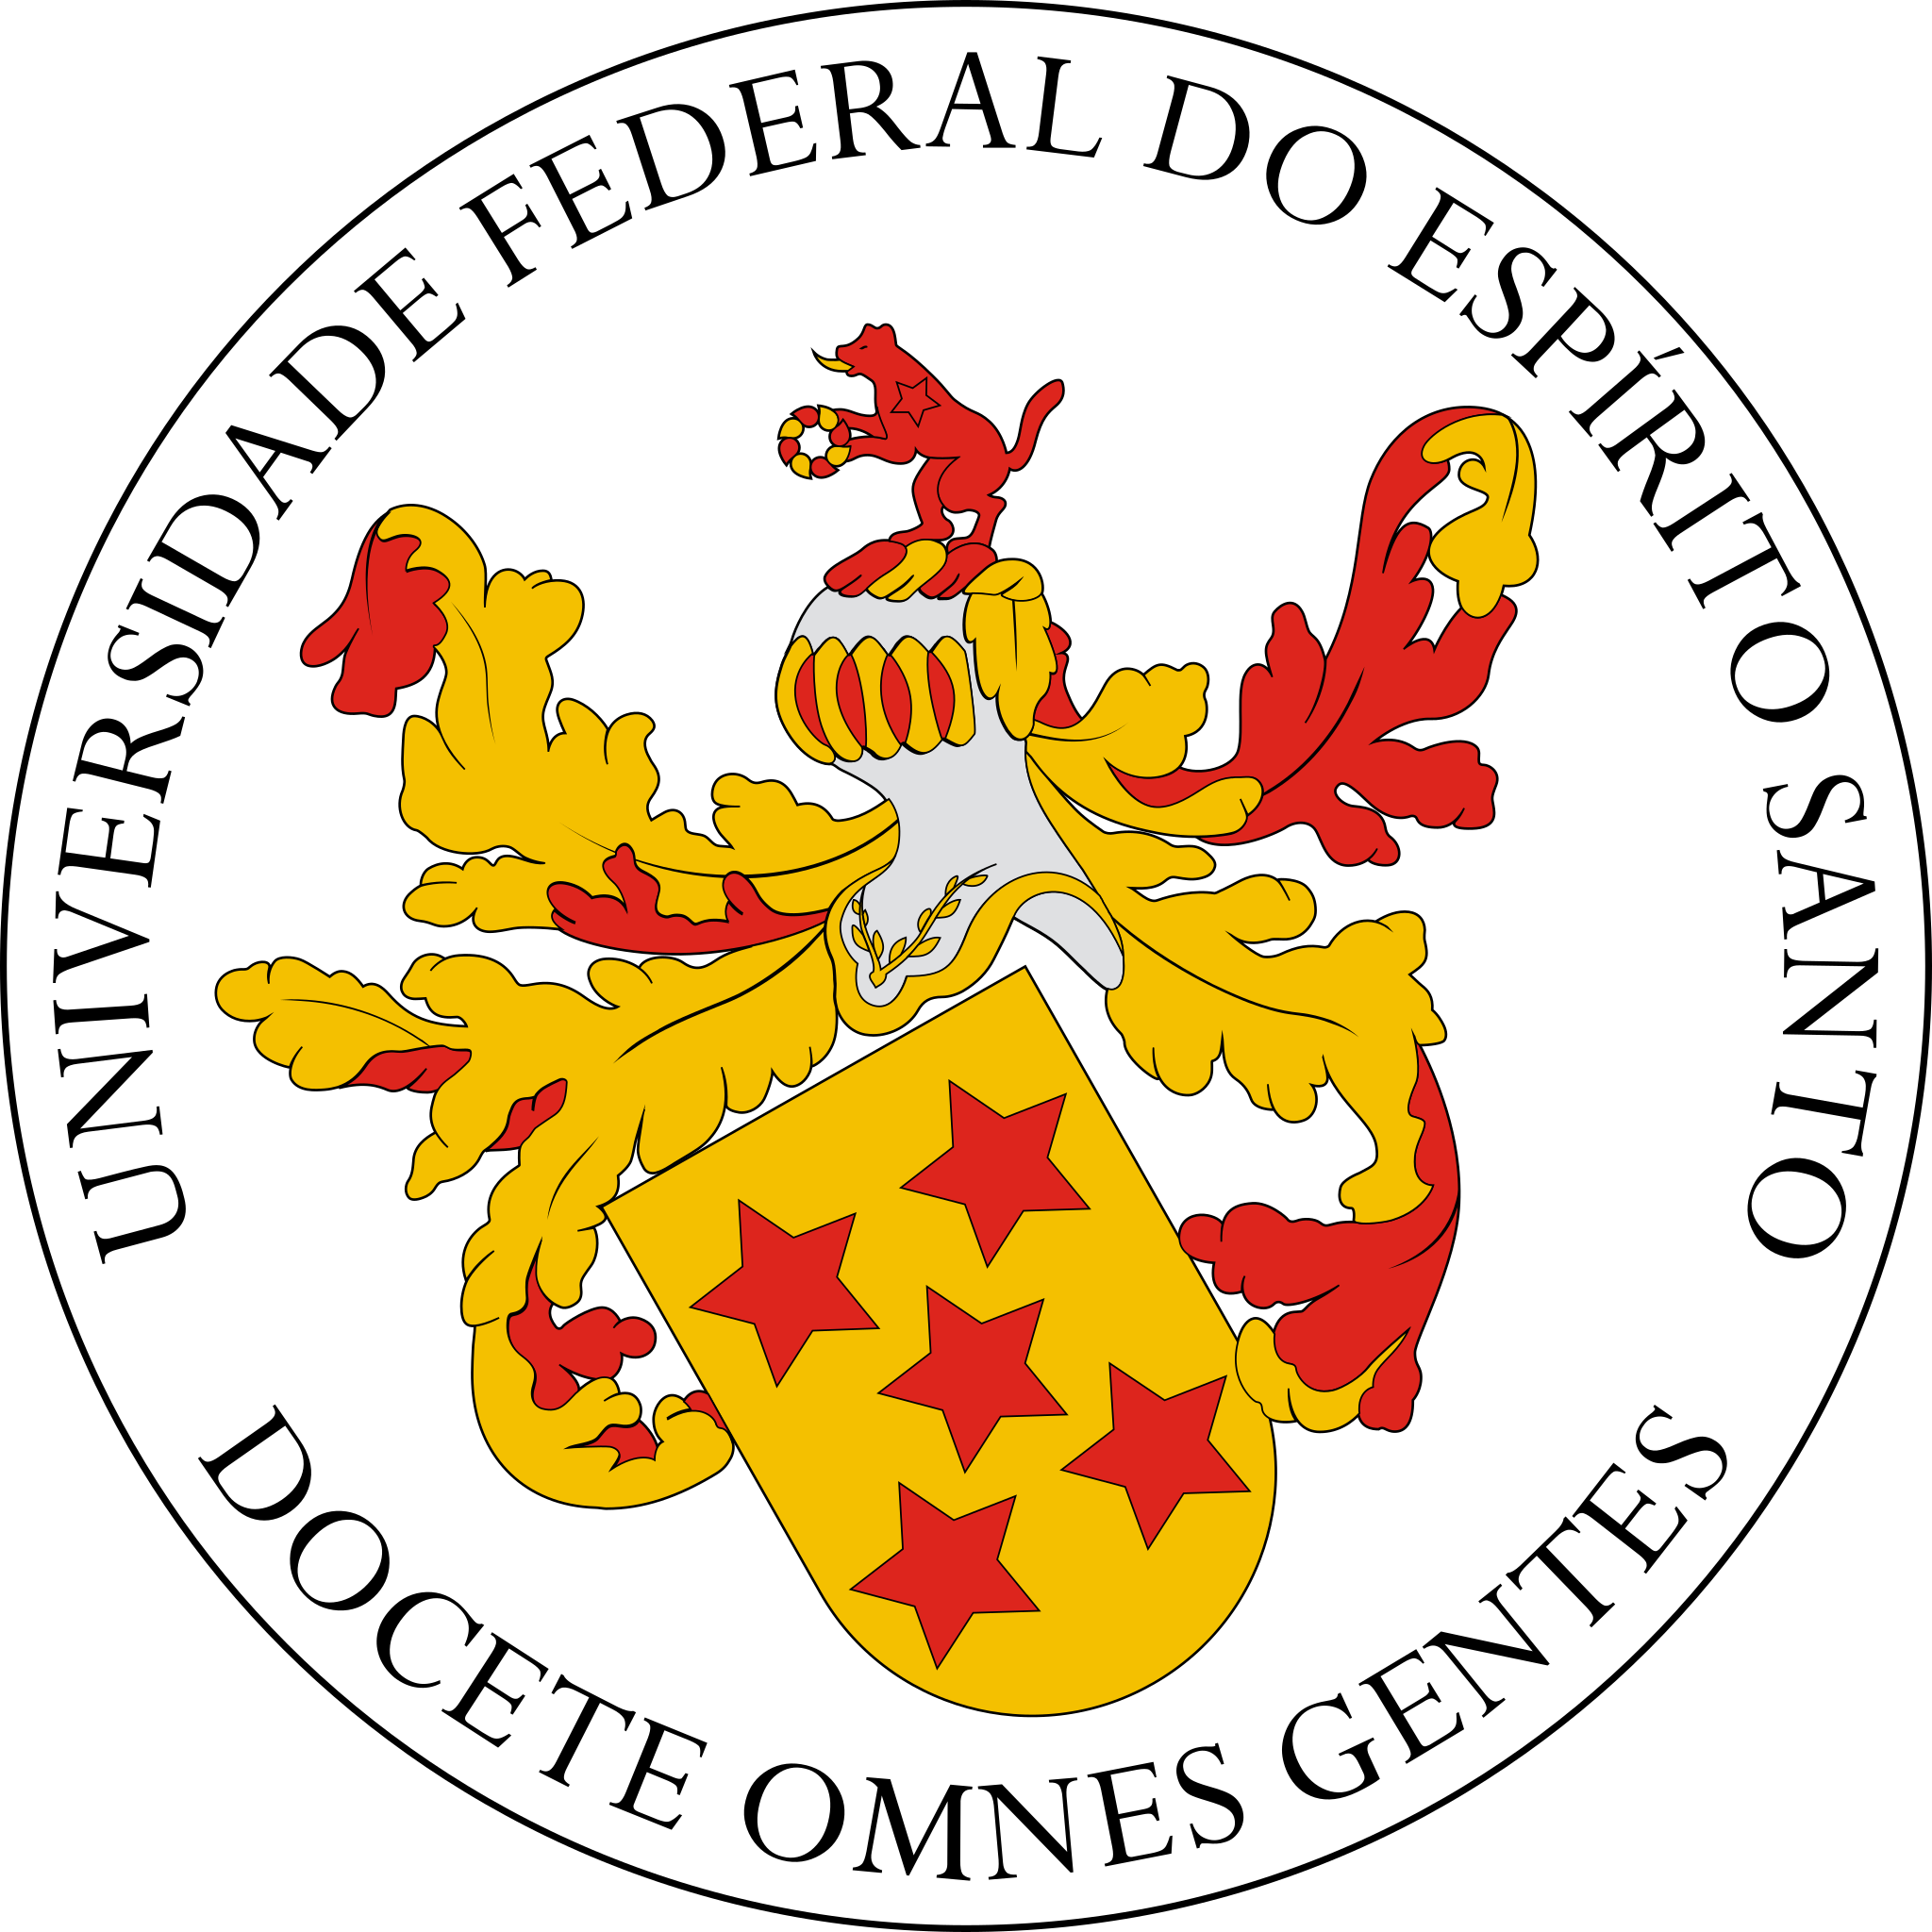 UNIVERSIDADE FEDERAL DO ESPÍRITO SANTO
DOCETE OMNES GENTES